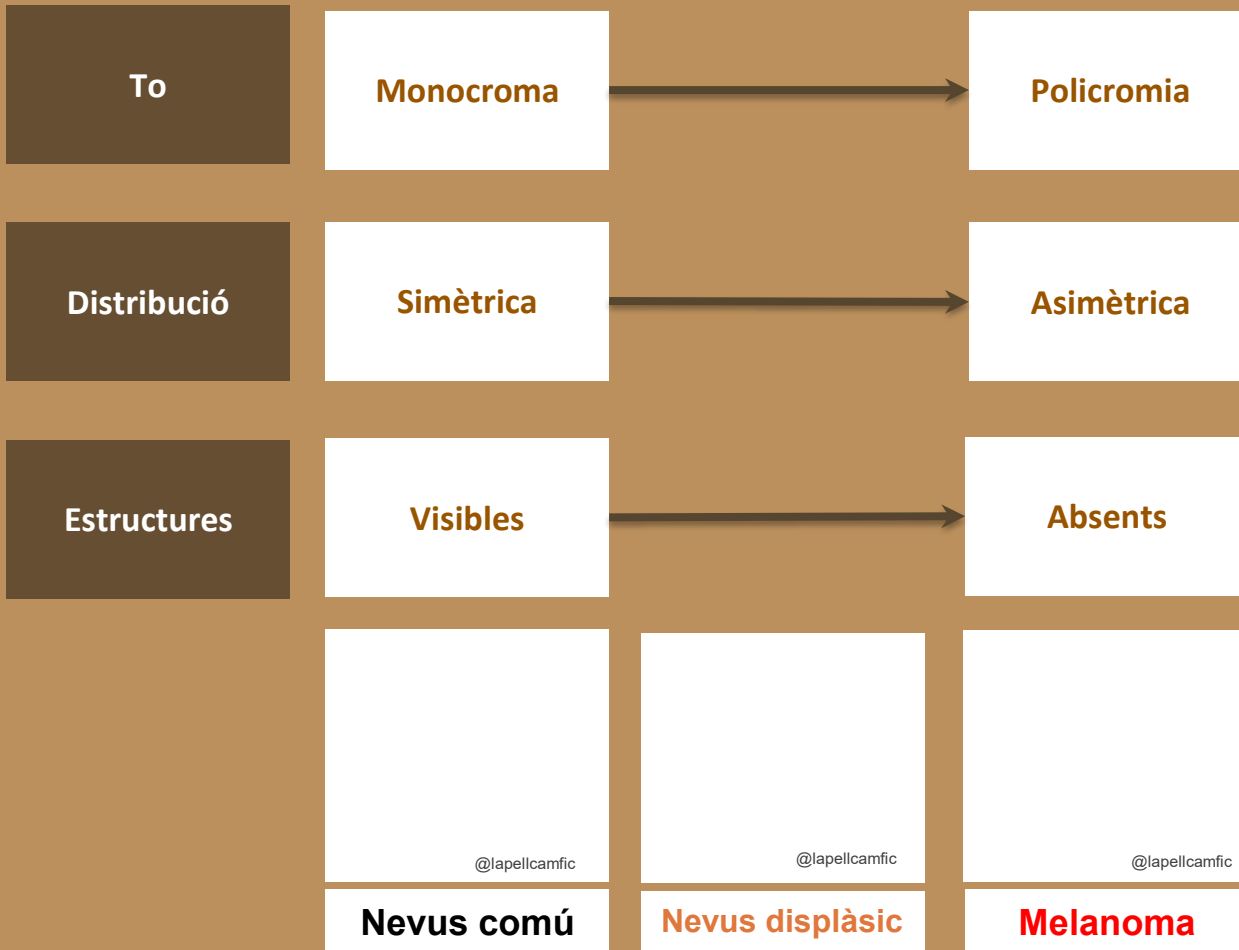 To
Monocroma
Policromia
Distribució
Simètrica
Asimètrica
Estructures
Visibles
Absents
@lapellcamfic
@lapellcamfic
@lapellcamfic
Nevus comú
Nevus displàsic
Melanoma